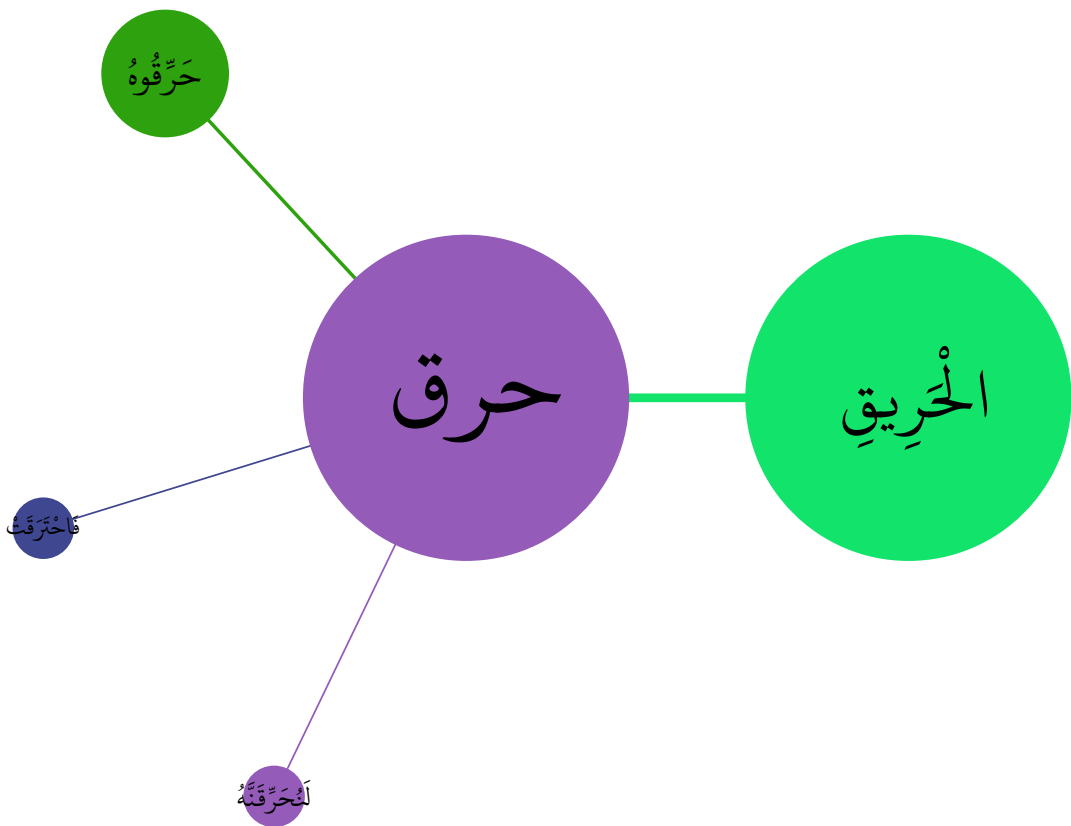 حَرِّقُوهُ
حرق
الْحَرِيقِ
فَاحْتَرَقَتْ
لَنُحَرِّقَنَّهُ